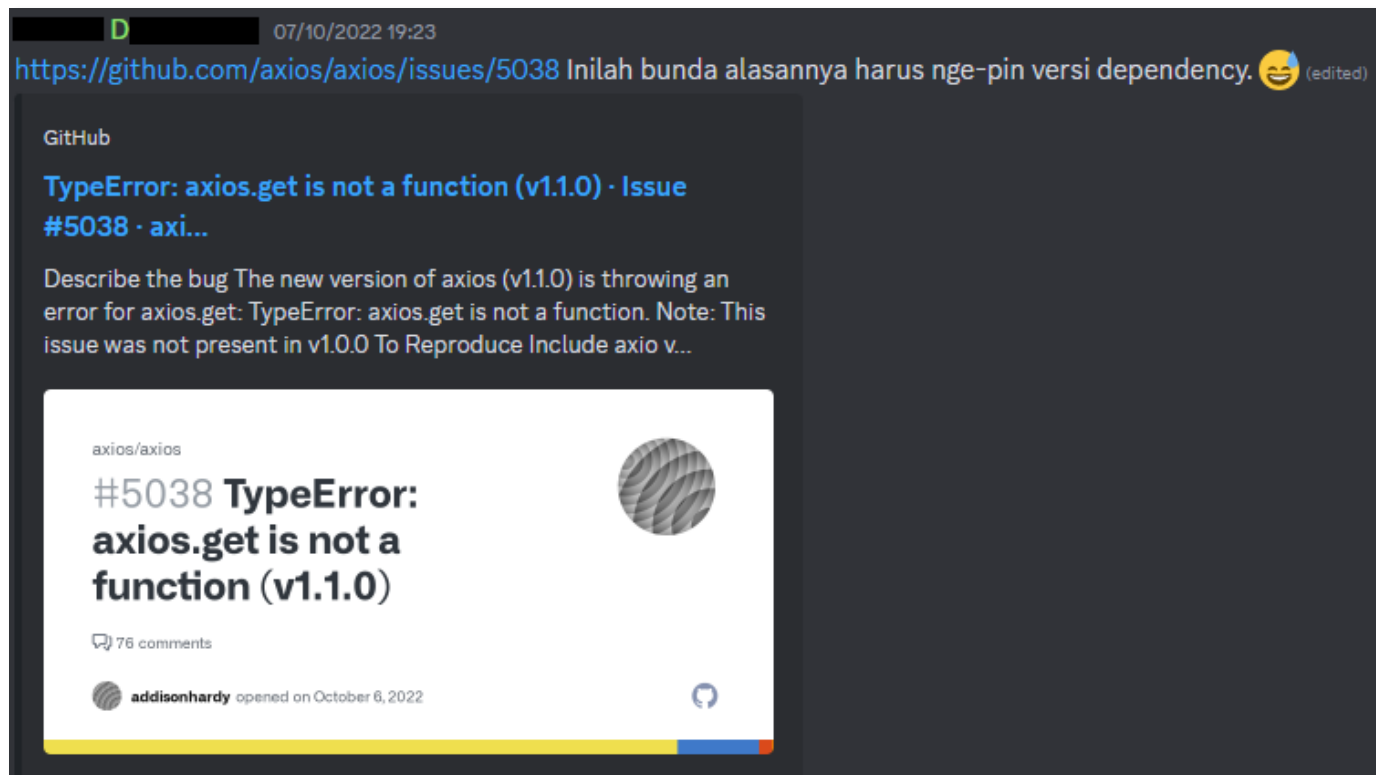 D 07/10/2022 19:23
https://github.com/axios/axios/issues/5038 Inilah bunda alasannya harus nge-pin versi dependency. 😅 (edited)
GitHub
TypeError: axios.get is not a function (v1.1.0) · Issue
#5038 · axi...
Describe the bug The new version of axios (v1.1.0) is throwing an
error for axios.get: TypeError: axios.get is not a function. Note: This
issue was not present in v1.0.0 To Reproduce Include axio v...
axios/axios
#5038 TypeError:
axios.get is not a
function (v1.1.0)
76 comments
addisonhardy opened on October 6, 2022